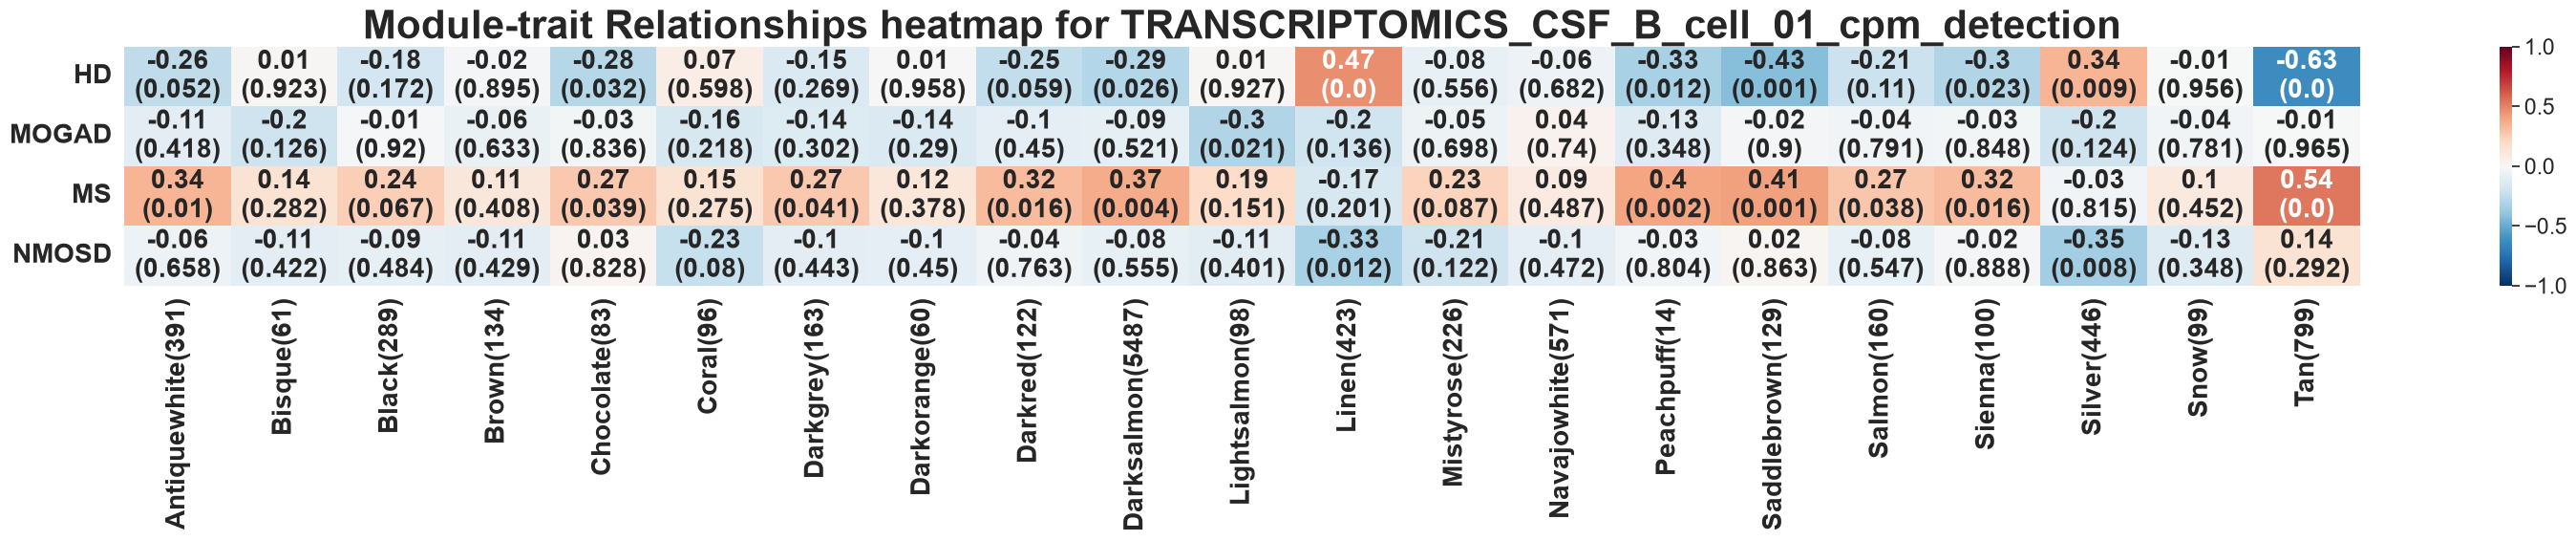 Module-trait Relationships heatmap for TRANSCRIPTOMICS_CSF_B_cell_01_cpm_detection
HD -0.26 0.01 -0.18 -0.02 -0.28 0.07 -0.15 0.01 -0.25 -0.29 0.01 0.47 -0.08 -0.06 -0.33 -0.43 -0.21 -0.3 0.34 -0.01 -0.63
(0.052) (0.923) (0.172) (0.895) (0.032) (0.598) (0.269) (0.958) (0.059) (0.026) (0.927) (0.0) (0.556) (0.682) (0.012) (0.001) (0.11) (0.023) (0.009) (0.956) (0.0)
MOGAD -0.11 -0.2 -0.01 -0.06 -0.03 -0.16 -0.14 -0.14 -0.1 -0.09 -0.3 -0.2 -0.05 0.04 -0.13 -0.02 -0.04 -0.03 -0.2 -0.04 -0.01
(0.418) (0.126) (0.92) (0.633) (0.836) (0.218) (0.302) (0.29) (0.45) (0.521) (0.021) (0.136) (0.698) (0.74) (0.348) (0.9) (0.791) (0.848) (0.124) (0.781) (0.965)
MS 0.34 0.14 0.24 0.11 0.27 0.15 0.27 0.12 0.32 0.37 0.19 -0.17 0.23 0.09 0.4 0.41 0.27 0.32 -0.03 0.1 0.54
(0.01) (0.282) (0.067) (0.408) (0.039) (0.275) (0.041) (0.378) (0.016) (0.004) (0.151) (0.201) (0.087) (0.487) (0.002) (0.001) (0.038) (0.016) (0.815) (0.452) (0.0)
NMOSD -0.06 -0.11 -0.09 -0.11 0.03 -0.23 -0.1 -0.1 -0.04 -0.08 -0.11 -0.33 -0.21 -0.1 -0.03 0.02 -0.08 -0.02 -0.35 -0.13 0.14
(0.658) (0.422) (0.484) (0.429) (0.828) (0.08) (0.443) (0.45) (0.763) (0.555) (0.401) (0.012) (0.122) (0.472) (0.804) (0.863) (0.547) (0.888) (0.008) (0.348) (0.292)
Antiquewhite(391)
Bisque(61)
Black(289)
Brown(134)
Chocolate(83)
Coral(96)
Darkgrey(163)
Darkorange(60)
Darkred(122)
Darksalmon(5487)
Lightsalmon(98)
Linen(423)
Mistyrose(226)
Navajowhite(571)
Peachpuff(14)
Saddlebrown(129)
Salmon(160)
Sienna(100)
Silver(446)
Snow(99)
Tan(799)
1.0
0.5
0.0
−0.5
−1.0